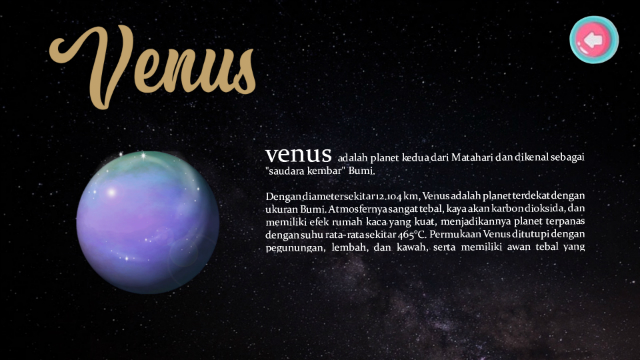 Venus
venus adalah planet kedua dari Matahari dan dikenal sebagai
"saudara kembar" Bumi.
Dengan diameter sekitar 12.104 km, Venus adalah planet terdekat dengan
ukuran Bumi. Atmosfernya sangat tebal, kaya akan karbon dioksida, dan
memiliki efek rumah kaca yang kuat, menjadikannya planet terpanas
dengan suhu rata-rata sekitar 465°C. Permukaan Venus ditutupi dengan
pegunungan, lembah, dan kawah, serta memiliki awan tebal yang